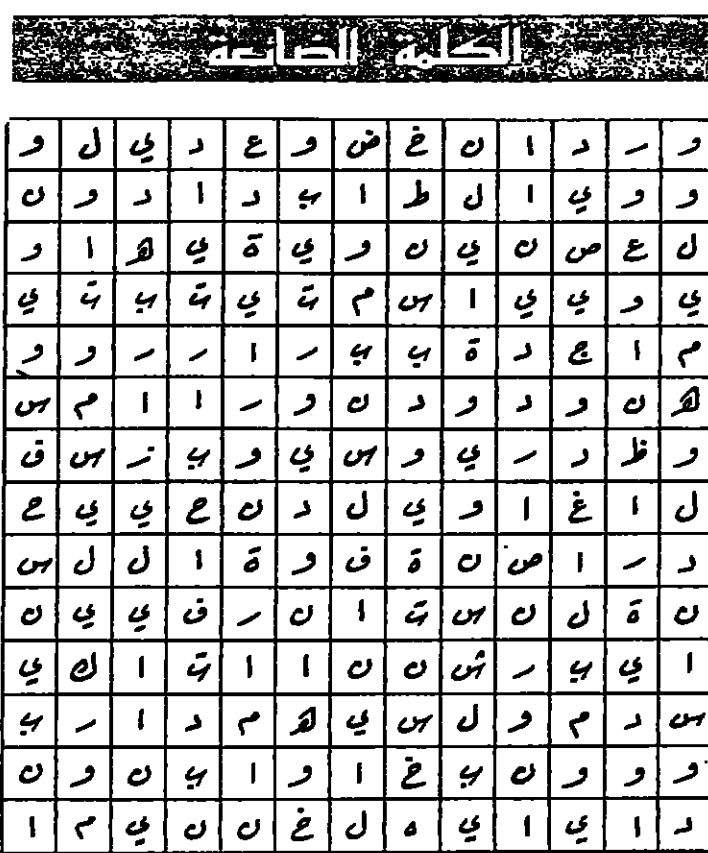 الكلمة الضائعة
و ر د ا ن خ ض و ع د ي ل و
و و ي ا ل ط ا ب د ا د و ن
ل ع ص ن ي ن و ي ة ي ه ا و
ي و ي ي ا س م ت ي ت ب ت ي
م ا ج د ة ب ب ر ا ر ر و و
ه ن و د و د ن و ر ا ا م س
و ظ د ر ي و س ي و ب ز س ق
ل ا غ ا و ي ل د ن ح ي ي ح
د ر ا ص ن ة ق و ة ا ل ل س
ن ة ل ن س ت ا ن ر ق ي ي ن
ا ي ب ر ش ن ن ا ا ت ا ك ي
س د م و ل س ي ه م د ا ر ب
و و و ن ب خ ا و ا ب ن و ن
د ا ي ا ي ه ل خ ن ن ي م ا